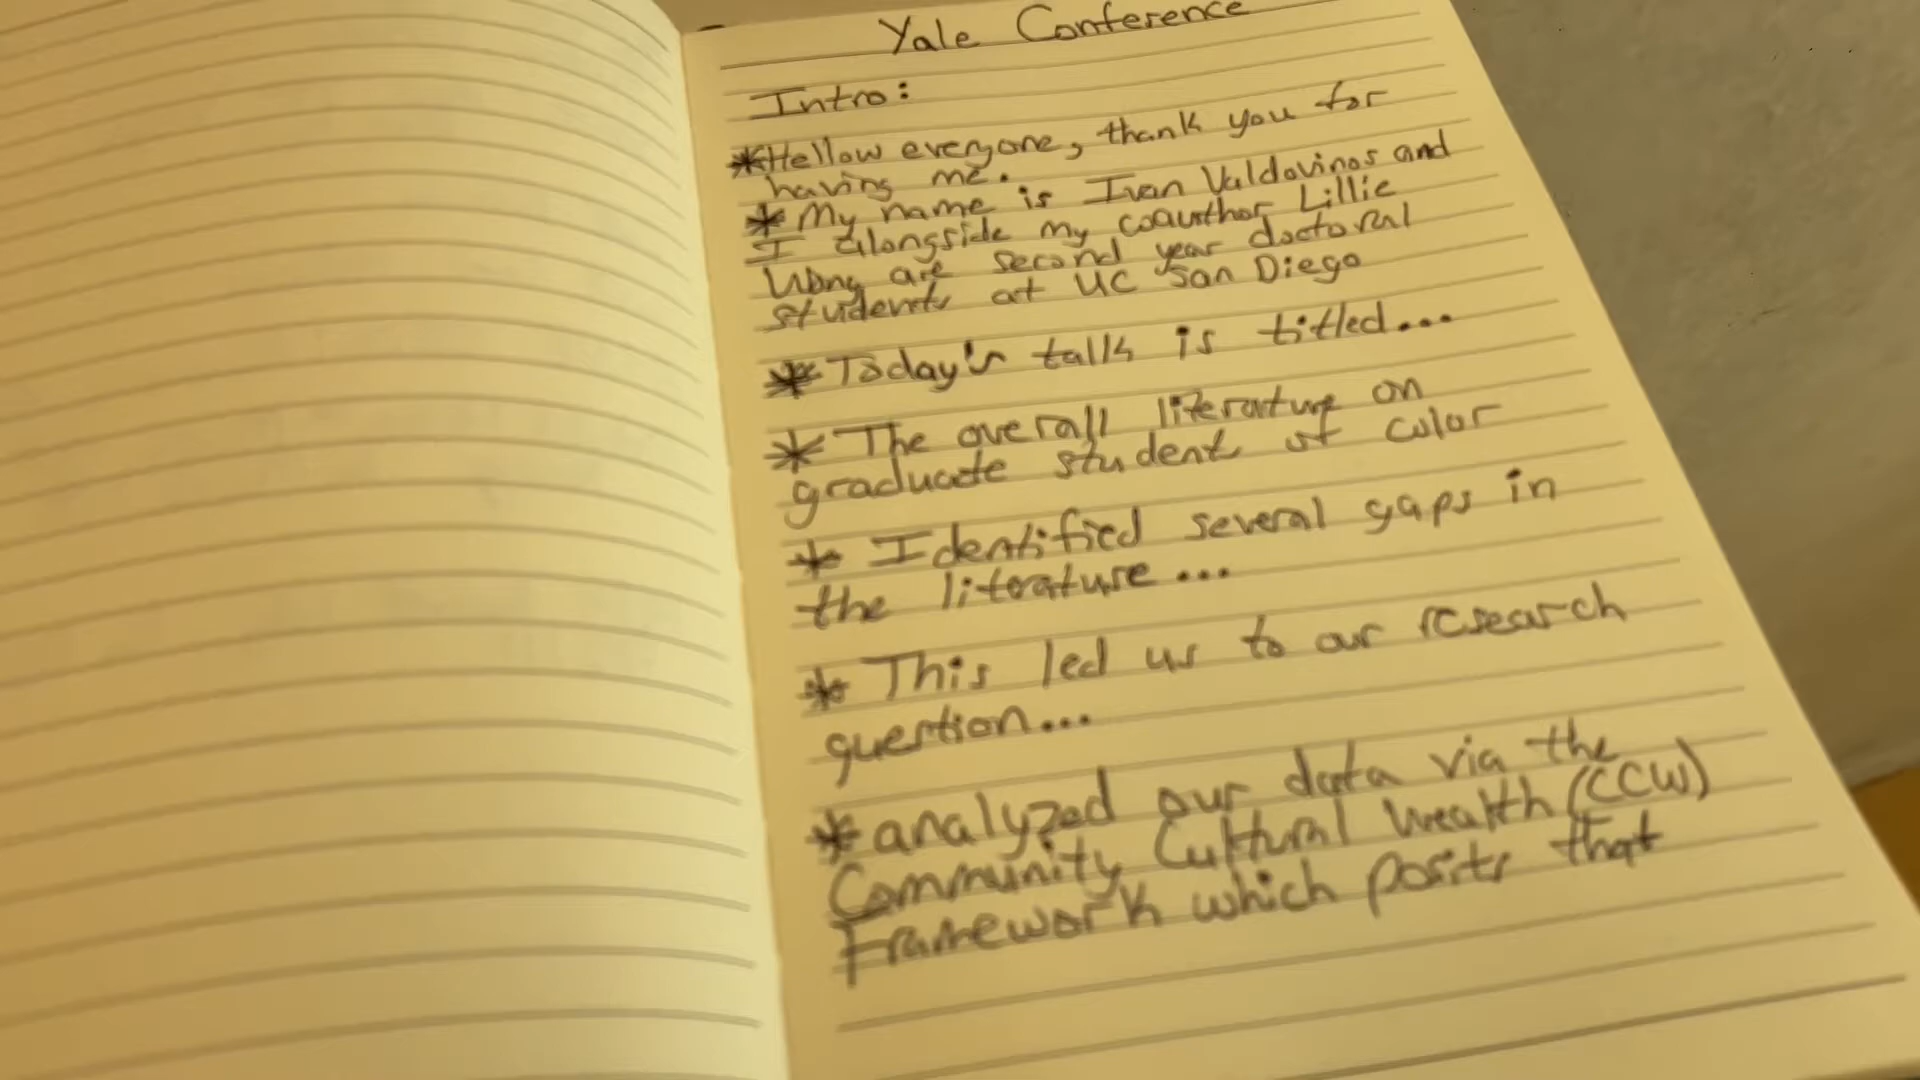 Yale Conference
Intro:
*Hellow everyone, thank you for
having me.
* My name is Ivan Valdovinos and
I alongside my coauthor Lillie
Wong are second year doctoral
students at UC San Diego
* Today's talk is titled...
* The overall literature on
graduate student of color
* Identified several gaps in
the literature...
* This led us to our research
question...
* analyzed our data via the
Community Cultural Wealth (CCW)
Framework which posits that